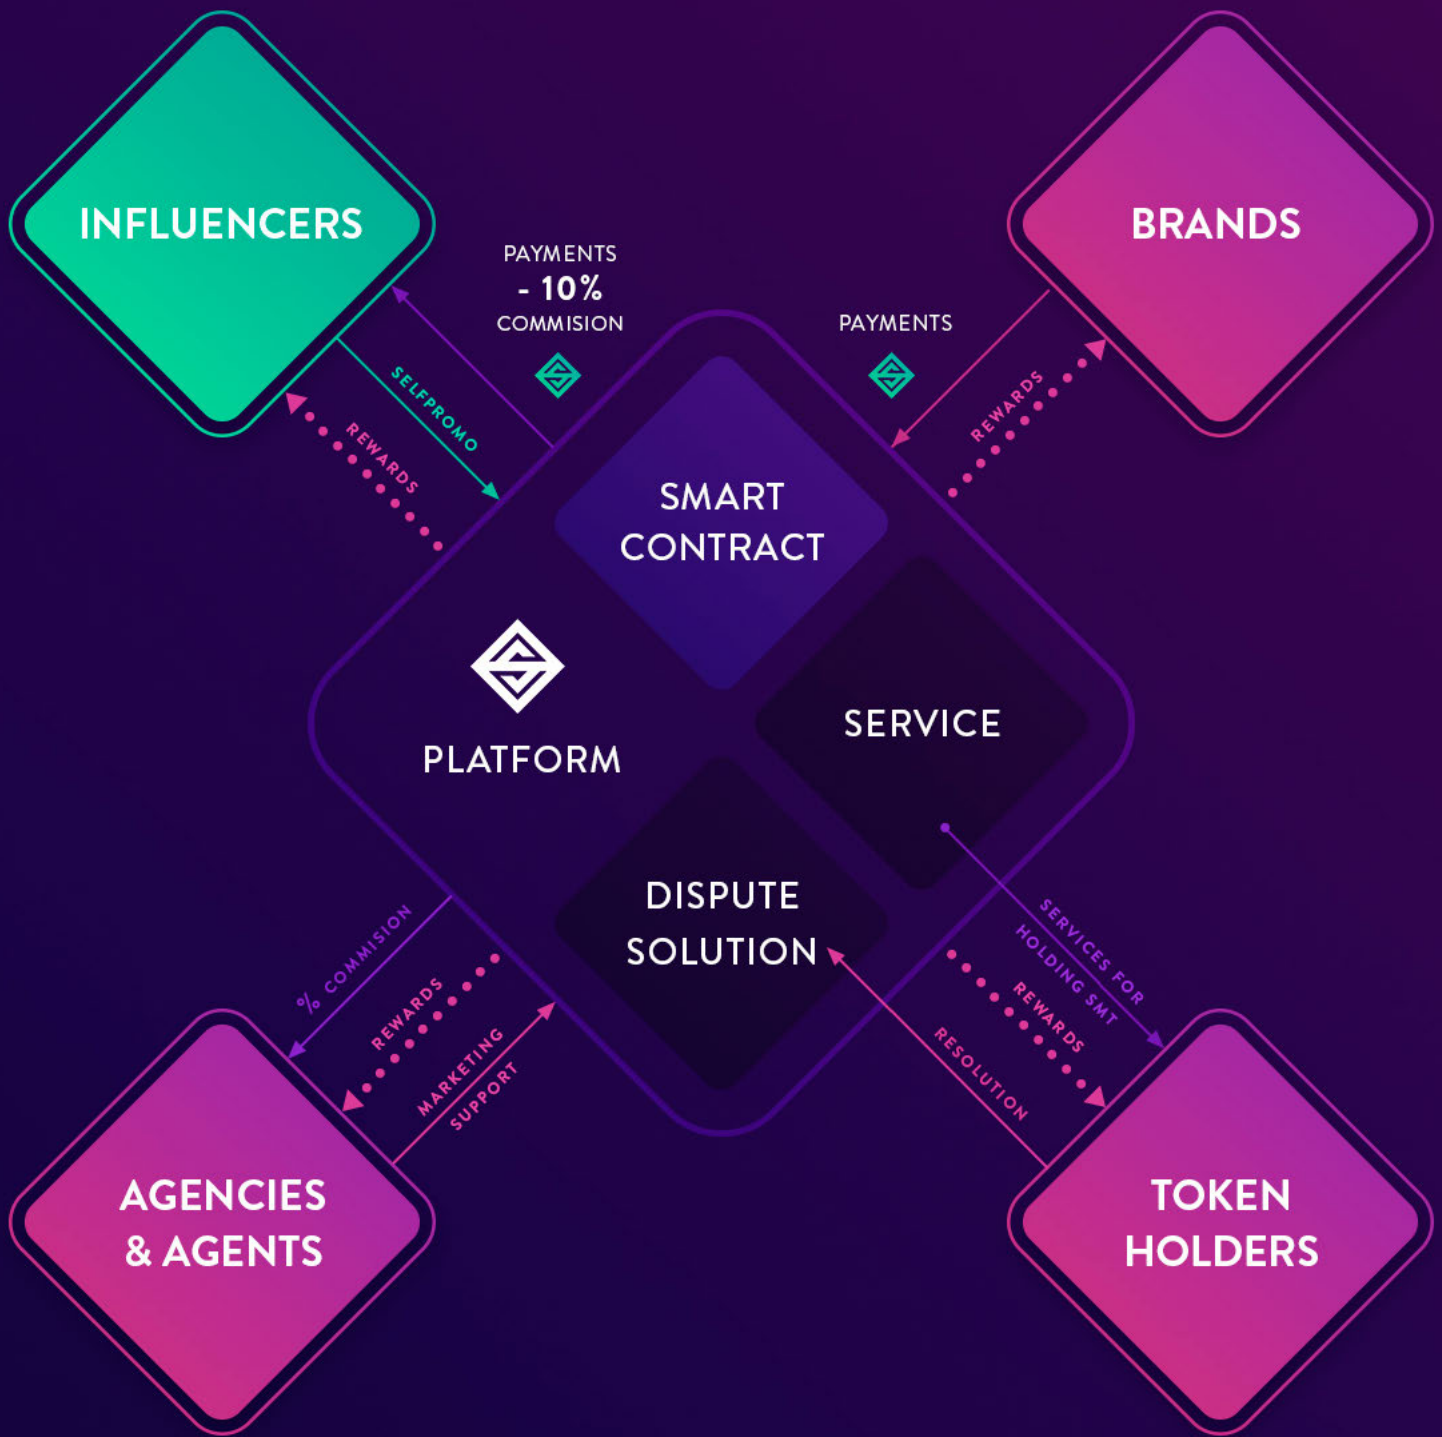 INFLUENCERS
BRANDS
PAYMENTS
- 10%
COMMISION
PAYMENTS
SELFPROMO
REWARDS
REWARDS
SMART
CONTRACT
PLATFORM
SERVICE
DISPUTE
SOLUTION
% COMMISION
REWARDS
MARKETING
SUPPORT
SERVICES FOR
HOLDING SMT
REWARDS
RESOLUTION
AGENCIES
& AGENTS
TOKEN
HOLDERS